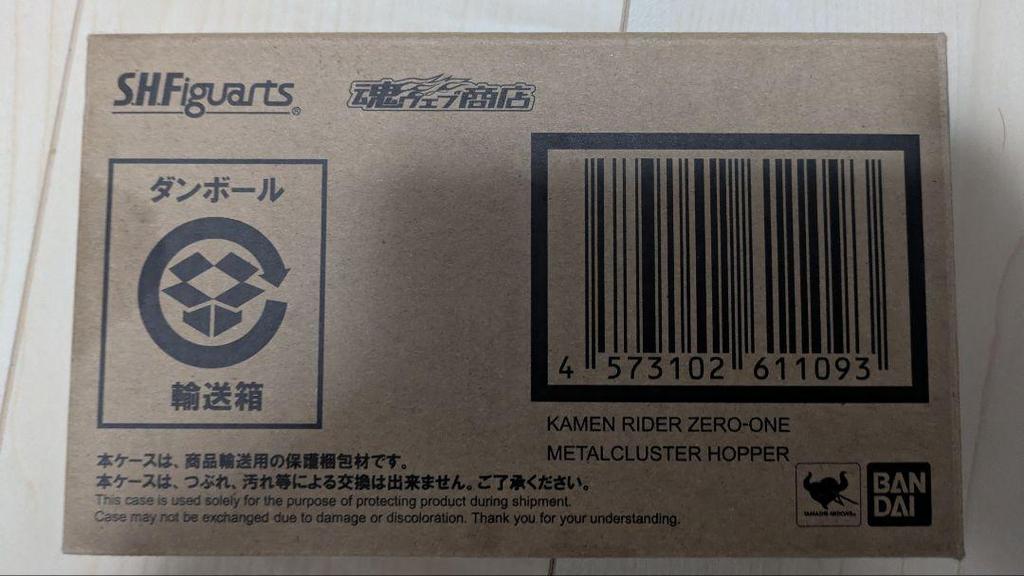 S.H.Figuarts®
魂ウェブ商店
ダンボール
輸送箱
4 573102 611093
KAMEN RIDER ZERO-ONE
METALCLUSTER HOPPER
本ケースは、商品輸送用の保護梱包材です。
本ケースは、つぶれ、汚れ等による交換は出来ません。ご了承ください。
This case is used solely for the purpose of protecting product during shipment.
Case may not be exchanged due to damage or discoloration. Thank you for your understanding.
TAMASHII NATIONS
BAN
DAI